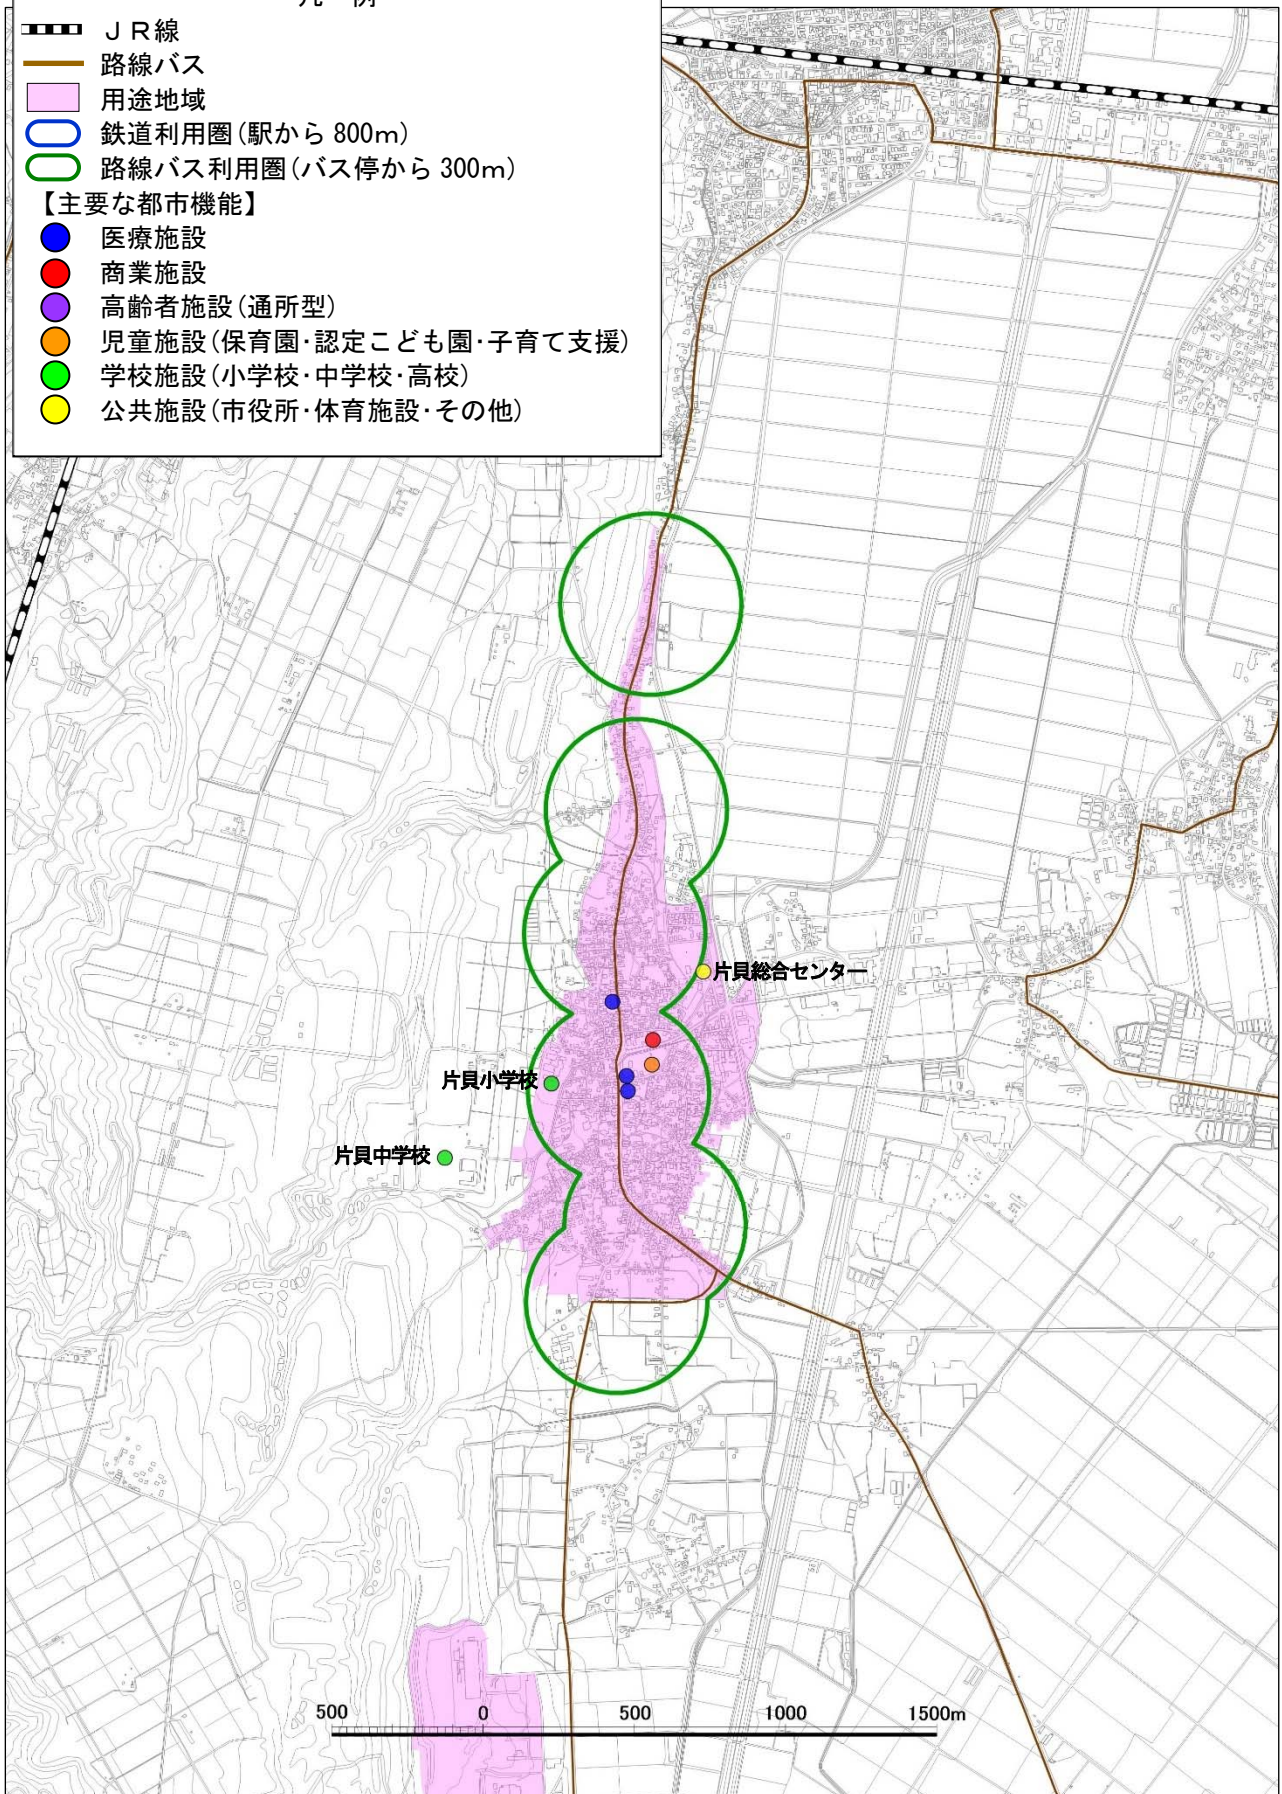 凡 例
ＪＲ線
路線バス
用途地域
鉄道利用圏(駅から 800m)
路線バス利用圏(バス停から 300m)
【主要な都市機能】
医療施設
商業施設
高齢者施設(通所型)
児童施設(保育園･認定こども園･子育て支援)
学校施設(小学校･中学校･高校)
公共施設(市役所･体育施設･その他)
片貝総合センター
片貝小学校
片貝中学校
500 0 500 1000 1500m